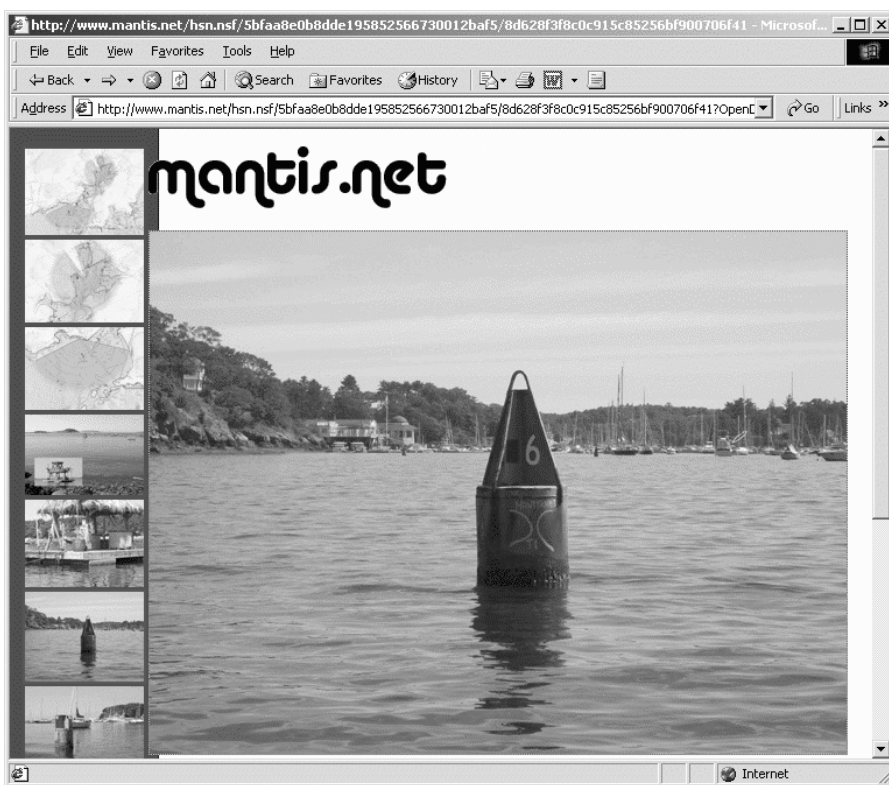 http://www.mantis.net/hsn.nsf/5bfaa8e0b8dde195852566730012baf5/8d628f3f8c0c915c85256bf900706f41 - Microsof...
File Edit View Favorites Tools Help
Back Search Favorites History
Address http://www.mantis.net/hsn.nsf/5bfaa8e0b8dde195852566730012baf5/8d628f3f8c0c915c85256bf900706f41?OpenD Go Links »
mantis.net
6
Internet